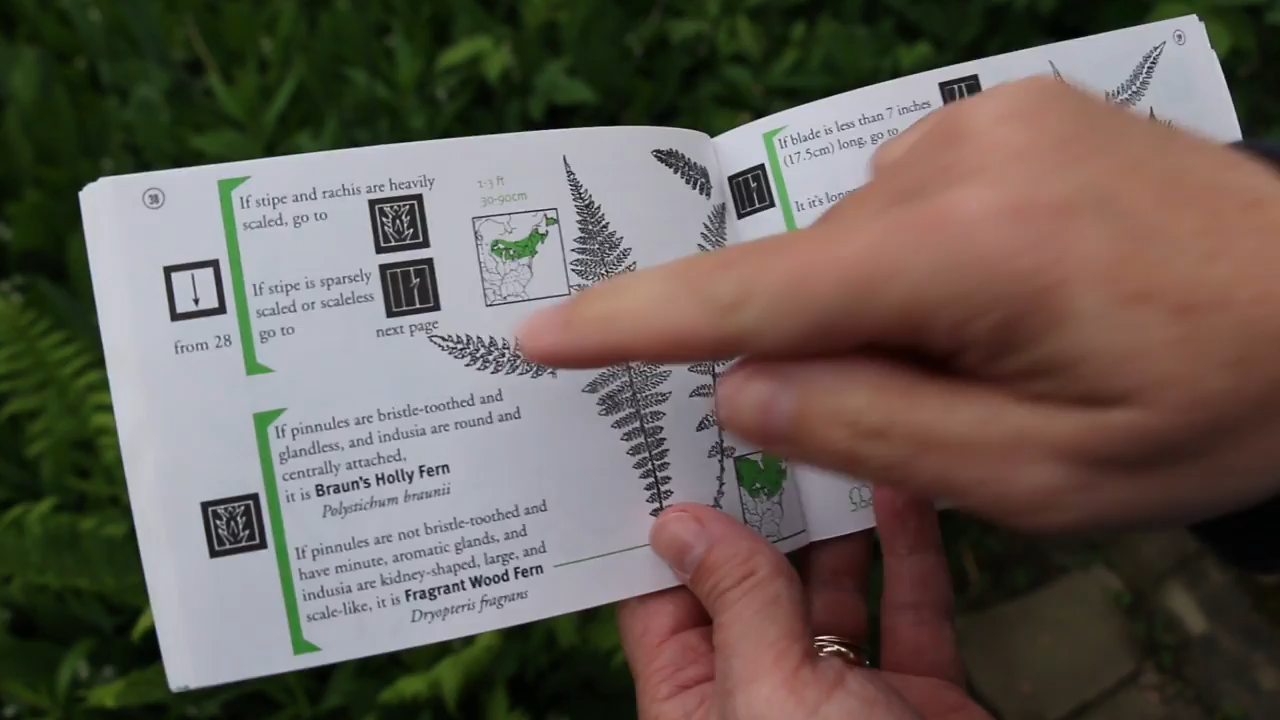 38
If stipe and rachis are heavily
scaled, go to
If stipe is sparsely
scaled or scaleless
go to
next page
from 28
1-3 ft
30-90cm
If pinnules are bristle-toothed and
glandless, and indusia are round and
centrally attached,
it is Braun's Holly Fern
Polystichum braunii
If pinnules are not bristle-toothed and
have minute, aromatic glands, and
indusia are kidney-shaped, large, and
scale-like, it is Fragrant Wood Fern
Dryopteris fragrans
If blade is less than 7 inches
(17.5cm) long, go to
It it's